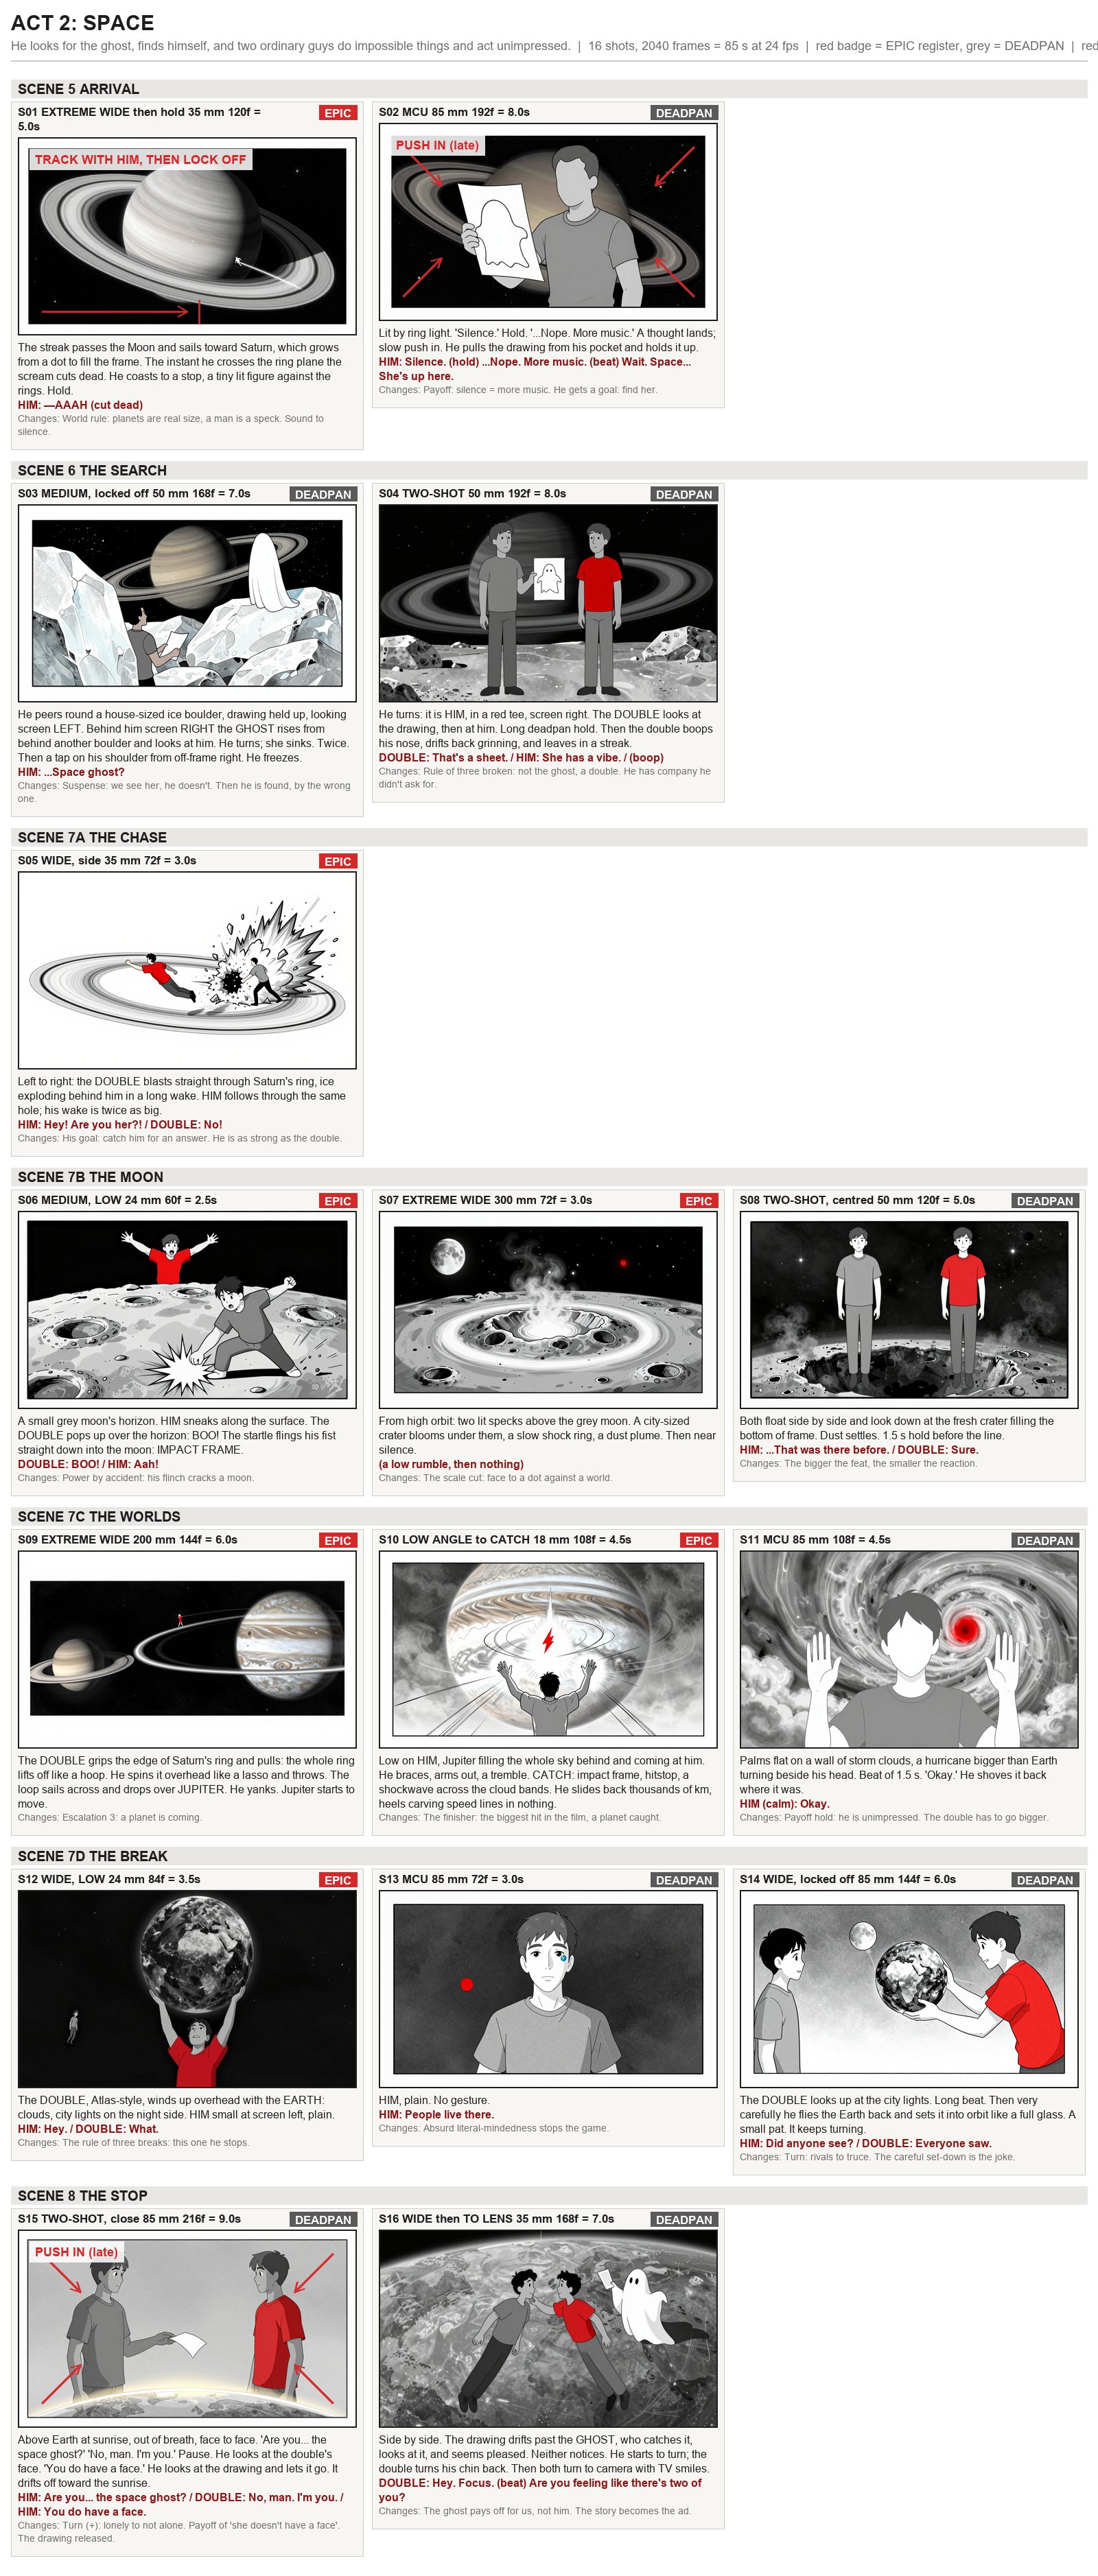 ACT 2: SPACE
He looks for the ghost, finds himself, and two ordinary guys do impossible things and act unimpressed. | 16 shots, 2040 frames = 85 s at 24 fps | red badge = EPIC register, grey = DEADPAN | red
SCENE 5 ARRIVAL
S01 EXTREME WIDE then hold 35 mm 120f =
5.0s
EPIC
TRACK WITH HIM, THEN LOCK OFF
The streak passes the Moon and sails toward Saturn, which grows
from a dot to fill the frame. The instant he crosses the ring plane the
scream cuts dead. He coasts to a stop, a tiny lit figure against the
rings. Hold.
HIM: —AAAH (cut dead)
Changes: World rule: planets are real size, a man is a speck. Sound to
silence.
S02 MCU 85 mm 192f = 8.0s
DEADPAN
PUSH IN (late)
Lit by ring light. 'Silence.' Hold. '...Nope. More music.' A thought lands;
slow push in. He pulls the drawing from his pocket and holds it up.
HIM: Silence. (hold) ...Nope. More music. (beat) Wait. Space...
She's up here.
Changes: Payoff: silence = more music. He gets a goal: find her.
SCENE 6 THE SEARCH
S03 MEDIUM, locked off 50 mm 168f = 7.0s
DEADPAN
He peers round a house-sized ice boulder, drawing held up, looking
screen LEFT. Behind him screen RIGHT the GHOST rises from
behind another boulder and looks at him. He turns; she sinks. Twice.
Then a tap on his shoulder from off-frame right. He freezes.
HIM: ...Space ghost?
Changes: Suspense: we see her, he doesn't. Then he is found, by the wrong
one.
S04 TWO-SHOT 50 mm 192f = 8.0s
DEADPAN
He turns: it is HIM, in a red tee, screen right. The DOUBLE looks at
the drawing, then at him. Long deadpan hold. Then the double boops
his nose, drifts back grinning, and leaves in a streak.
DOUBLE: That's a sheet. / HIM: She has a vibe. / (boop)
Changes: Rule of three broken: not the ghost, a double. He has company he
didn't ask for.
SCENE 7A THE CHASE
S05 WIDE, side 35 mm 72f = 3.0s
EPIC
Left to right: the DOUBLE blasts straight through Saturn's ring, ice
exploding behind him in a long wake. HIM follows through the same
hole; his wake is twice as big.
HIM: Hey! Are you her?! / DOUBLE: No!
Changes: His goal: catch him for an answer. He is as strong as the double.
SCENE 7B THE MOON
S06 MEDIUM, LOW 24 mm 60f = 2.5s
EPIC
A small grey moon's horizon. HIM sneaks along the surface. The
DOUBLE pops up over the horizon: BOO! The startle flings his fist
straight down into the moon: IMPACT FRAME.
DOUBLE: BOO! / HIM: Aah!
Changes: Power by accident: his flinch cracks a moon.
S07 EXTREME WIDE 300 mm 72f = 3.0s
EPIC
From high orbit: two lit specks above the grey moon. A city-sized
crater blooms under them, a slow shock ring, a dust plume. Then near
silence.
(a low rumble, then nothing)
Changes: The scale cut: face to a dot against a world.
S08 TWO-SHOT, centred 50 mm 120f = 5.0s
DEADPAN
Both float side by side and look down at the fresh crater filling the
bottom of frame. Dust settles. 1.5 s hold before the line.
HIM: ...That was there before. / DOUBLE: Sure.
Changes: The bigger the feat, the smaller the reaction.
SCENE 7C THE WORLDS
S09 EXTREME WIDE 200 mm 144f = 6.0s
EPIC
The DOUBLE grips the edge of Saturn's ring and pulls: the whole ring
lifts off like a hoop. He spins it overhead like a lasso and throws. The
loop sails across and drops over JUPITER. He yanks. Jupiter starts to
move.
Changes: Escalation 3: a planet is coming.
S10 LOW ANGLE to CATCH 18 mm 108f = 4.5s
EPIC
Low on HIM, Jupiter filling the whole sky behind and coming at him.
He braces, arms out, a tremble. CATCH: impact frame, hitstop, a
shockwave across the cloud bands. He slides back thousands of km,
heels carving speed lines in nothing.
Changes: The finisher: the biggest hit in the film, a planet caught.
S11 MCU 85 mm 108f = 4.5s
DEADPAN
Palms flat on a wall of storm clouds, a hurricane bigger than Earth
turning beside his head. Beat of 1.5 s. 'Okay.' He shoves it back
where it was.
HIM (calm): Okay.
Changes: Payoff hold: he is unimpressed. The double has to go bigger.
SCENE 7D THE BREAK
S12 WIDE, LOW 24 mm 84f = 3.5s
EPIC
The DOUBLE, Atlas-style, winds up overhead with the EARTH:
clouds, city lights on the night side. HIM small at screen left, plain.
HIM: Hey. / DOUBLE: What.
Changes: The rule of three breaks: this one he stops.
S13 MCU 85 mm 72f = 3.0s
DEADPAN
HIM, plain. No gesture.
HIM: People live there.
Changes: Absurd literal-mindedness stops the game.
S14 WIDE, locked off 85 mm 144f = 6.0s
DEADPAN
The DOUBLE looks up at the city lights. Long beat. Then very
carefully he flies the Earth back and sets it into orbit like a full glass. A
small pat. It keeps turning.
HIM: Did anyone see? / DOUBLE: Everyone saw.
Changes: Turn: rivals to truce. The careful set-down is the joke.
SCENE 8 THE STOP
S15 TWO-SHOT, close 85 mm 216f = 9.0s
DEADPAN
PUSH IN (late)
Above Earth at sunrise, out of breath, face to face. 'Are you... the
space ghost?' 'No, man. I'm you.' Pause. He looks at the double's
face. 'You do have a face.' He looks at the drawing and lets it go. It
drifts off toward the sunrise.
HIM: Are you... the space ghost? / DOUBLE: No, man. I'm you. /
HIM: You do have a face.
Changes: Turn (+): lonely to not alone. Payoff of 'she doesn't have a face'.
The drawing released.
S16 WIDE then TO LENS 35 mm 168f = 7.0s
DEADPAN
Side by side. The drawing drifts past the GHOST, who catches it,
looks at it, and seems pleased. Neither notices. He starts to turn; the
double turns his chin back. Then both turn to camera with TV smiles.
DOUBLE: Hey. Focus. (beat) Are you feeling like there's two of
you?
Changes: The ghost pays off for us, not him. The story becomes the ad.